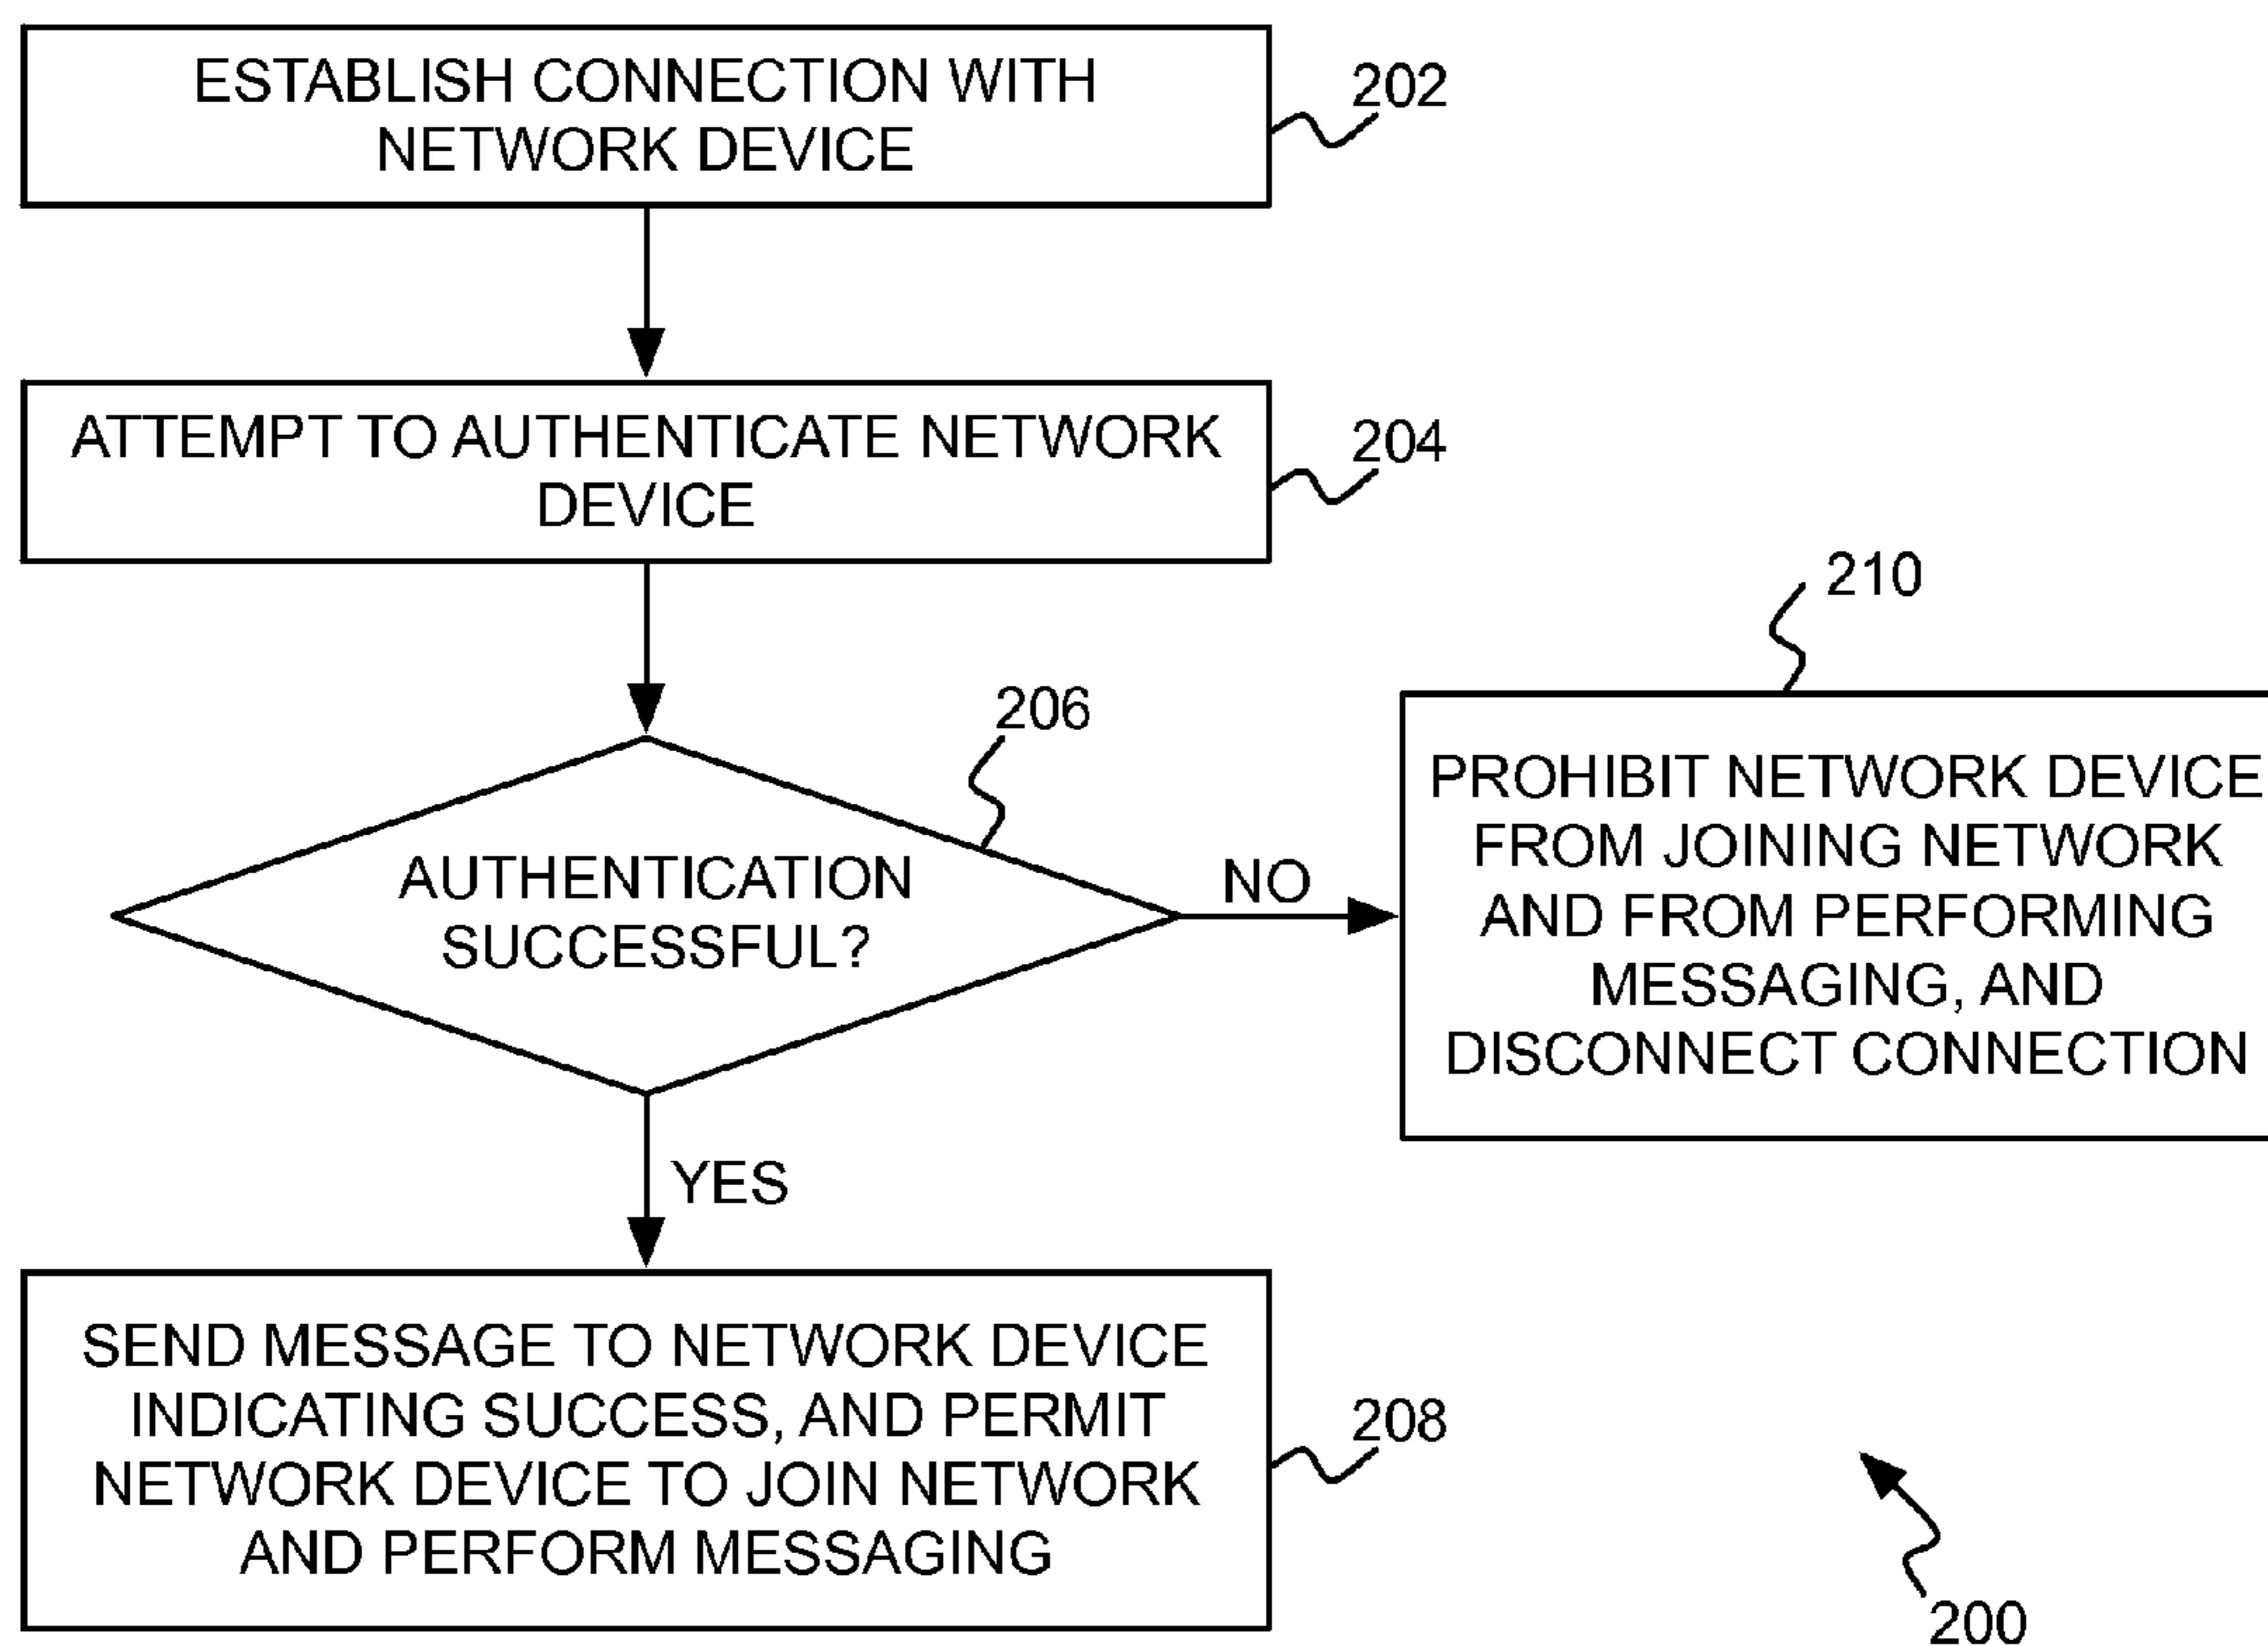 ESTABLISH CONNECTION WITH
NETWORK DEVICE
202
ATTEMPT TO AUTHENTICATE NETWORK
DEVICE
204
206
AUTHENTICATION
SUCCESSFUL?
NO
210
PROHIBIT NETWORK DEVICE
FROM JOINING NETWORK
AND FROM PERFORMING
MESSAGING, AND
DISCONNECT CONNECTION
YES
SEND MESSAGE TO NETWORK DEVICE
INDICATING SUCCESS, AND PERMIT
NETWORK DEVICE TO JOIN NETWORK
AND PERFORM MESSAGING
208
200